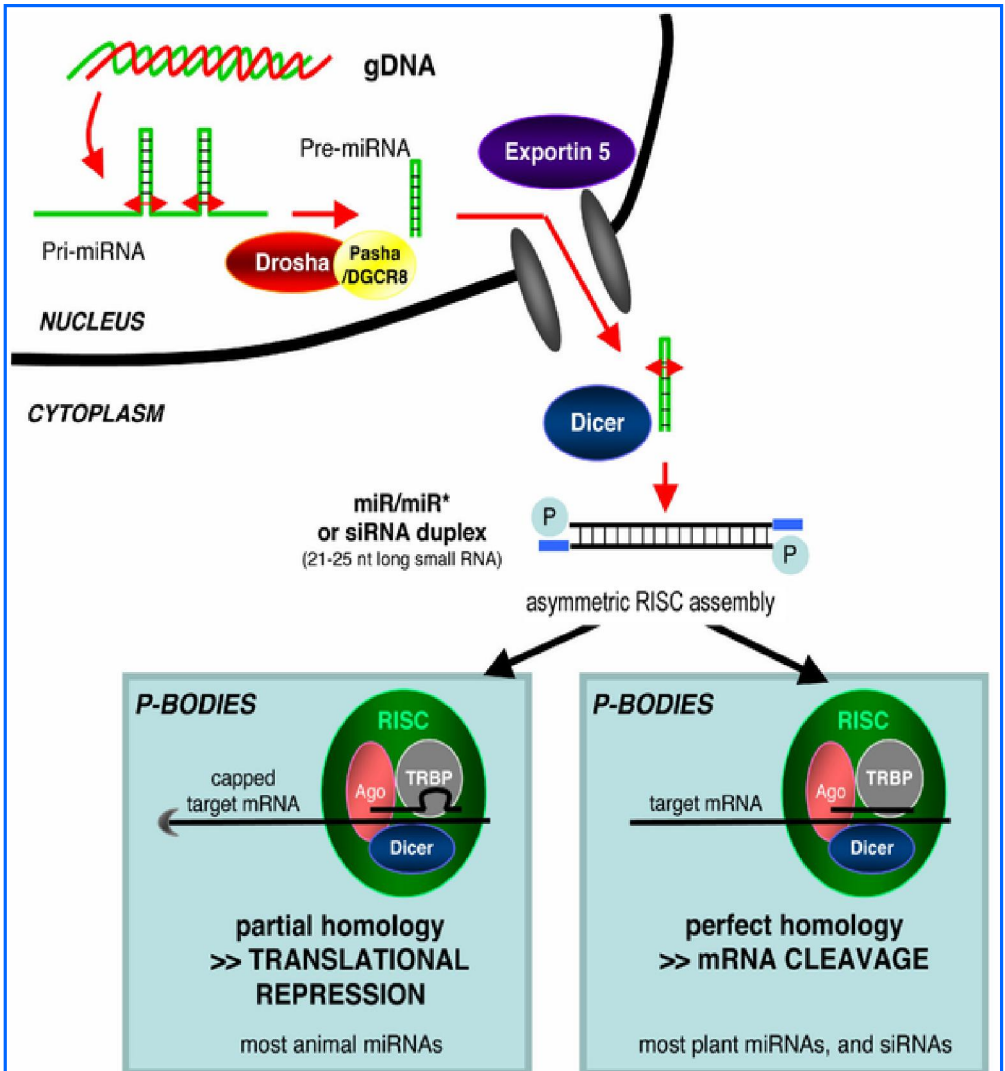 gDNA
Exportin 5
Pre-miRNA
Pri-miRNA
Drosha
Pasha
/DGCR8
NUCLEUS
CYTOPLASM
Dicer
miR/miR*
or siRNA duplex
(21-25 nt long small RNA)
P
P
asymmetric RISC assembly
P-BODIES
RISC
TRBP
Ago
capped
target mRNA
Dicer
partial homology
>> TRANSLATIONAL
REPRESSION
most animal miRNAs
P-BODIES
RISC
TRBP
Ago
target mRNA
Dicer
perfect homology
>> mRNA CLEAVAGE
most plant miRNAs, and siRNAs